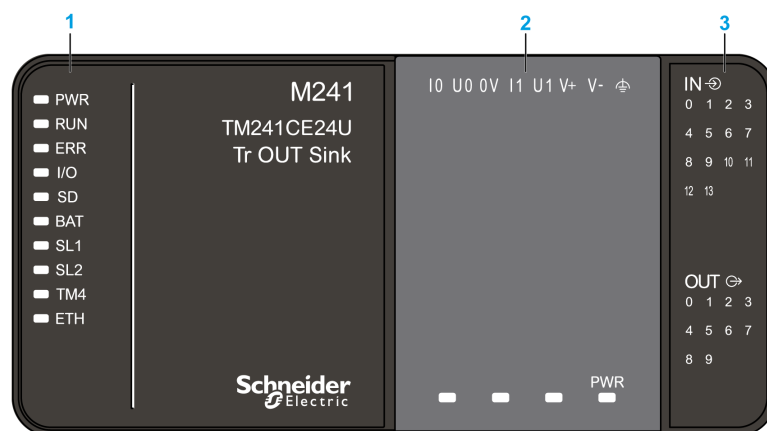 1 2 3
PWR
RUN
ERR
I/O
SD
BAT
SL1
SL2
TM4
ETH
M241
TM241CE24U
Tr OUT Sink
Schneider
Electric
I0 U0 0V I1 U1 V+ V-
PWR
IN
0 1 2 3
4 5 6 7
8 9 10 11
12 13
OUT
0 1 2 3
4 5 6 7
8 9